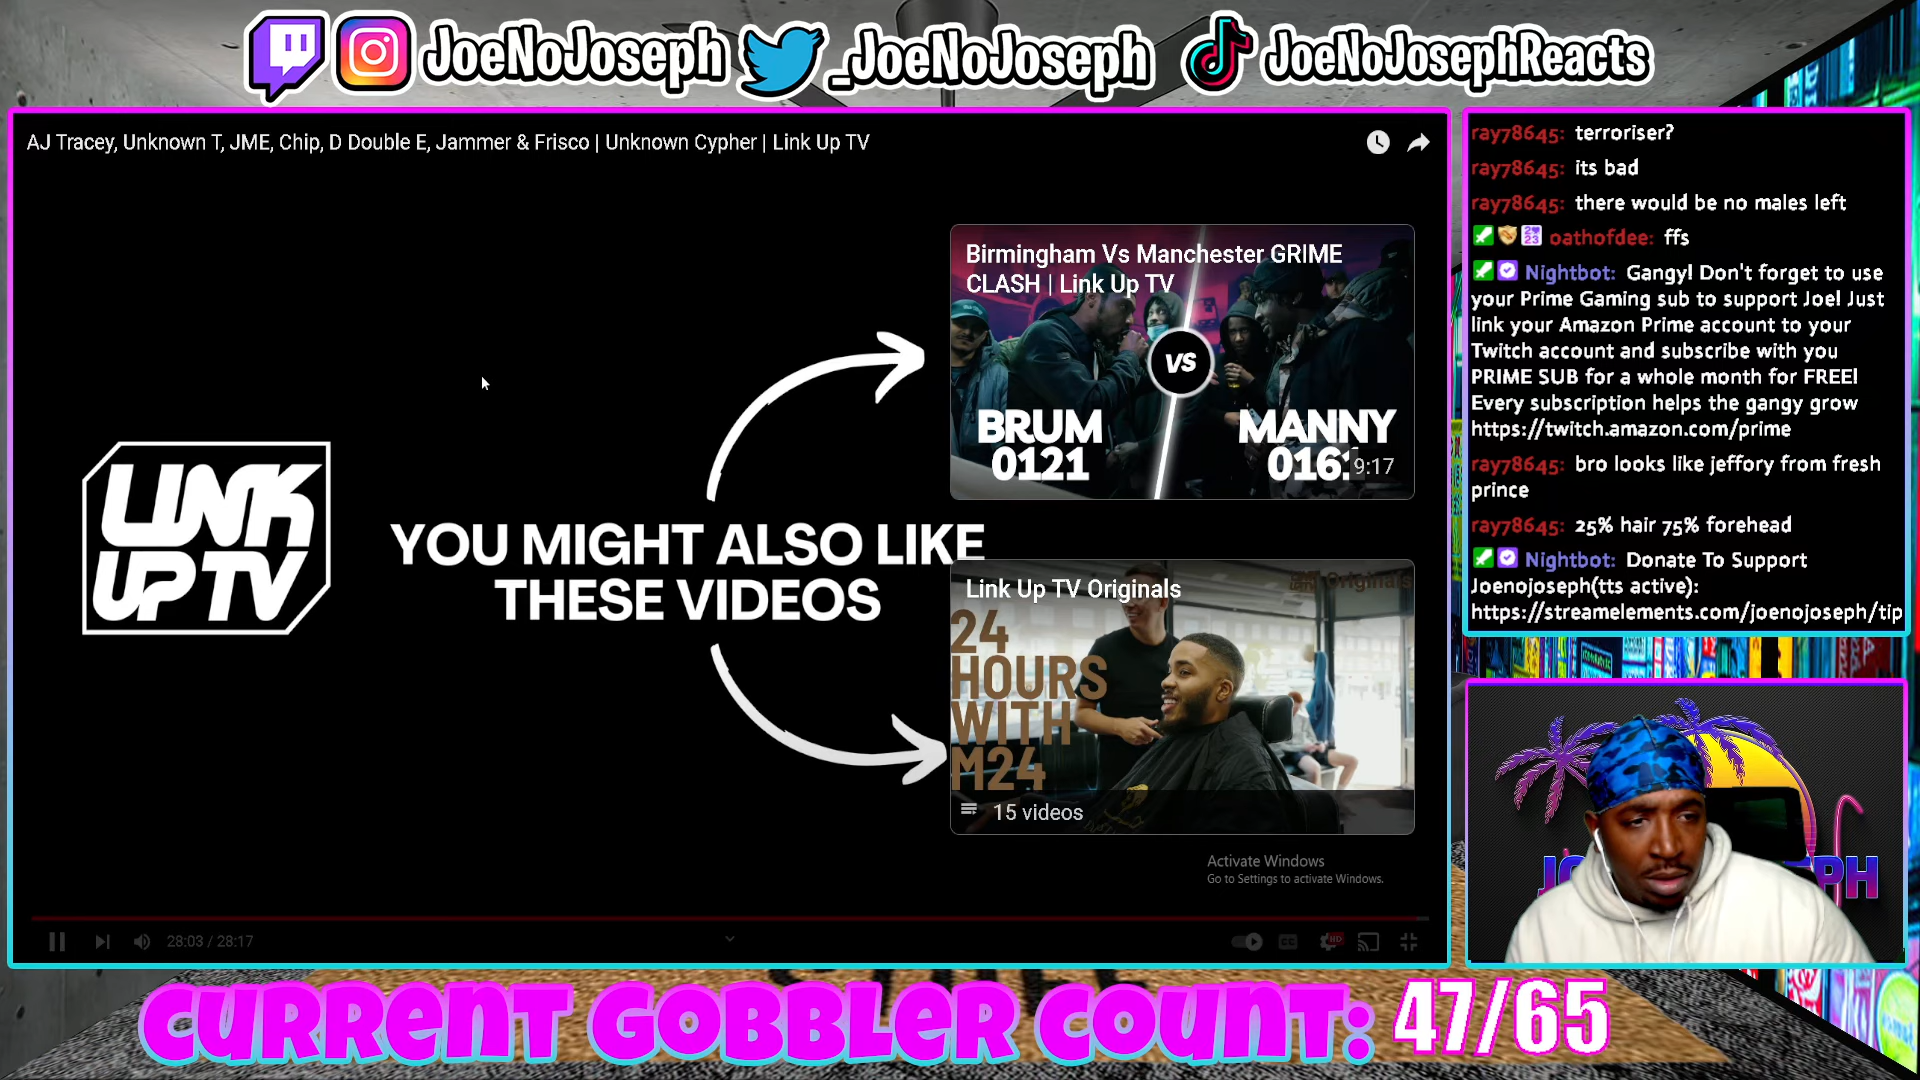 JoeNoJoseph
_JoeNoJoseph
JoeNoJosephReacts
AJ Tracey, Unknown T, JME, Chip, D Double E, Jammer & Frisco | Unknown Cypher | Link Up TV
Birmingham Vs Manchester GRIME
CLASH | Link Up TV
VS
BRUM
0121
MANNY
0161
9:17
LINK
UP TV
YOU MIGHT ALSO LIKE
THESE VIDEOS
Link Up TV Originals
24
HOURS
WITH
M24
15 videos
Activate Windows
Go to Settings to activate Windows.
28:03 / 28:17
CC
HD
ray78645: terroriser?
ray78645: its bad
ray78645: there would be no males left
oathofdee: ffs
Nightbot: Gangy! Don't forget to use
your Prime Gaming sub to support Joe! Just
link your Amazon Prime account to your
Twitch account and subscribe with you
PRIME SUB for a whole month for FREE!
Every subscription helps the gangy grow
https://twitch.amazon.com/prime
ray78645: bro looks like jeffory from fresh
prince
ray78645: 25% hair 75% forehead
Nightbot: Donate To Support
Joenojoseph(tts active):
https://streamelements.com/joenojoseph/tip
CURRENT GOBBLER COUNT: 47/65